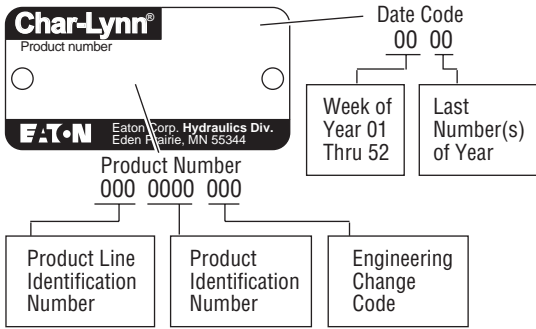 Char-Lynn®
Product number
EATON
Eaton Corp. Hydraulics Div.
Eden Prairie, MN 55344
Date Code
00 00
Week of
Year 01
Thru 52
Last
Number(s)
of Year
Product Number
000 0000 000
Product Line
Identification
Number
Product
Identification
Number
Engineering
Change
Code